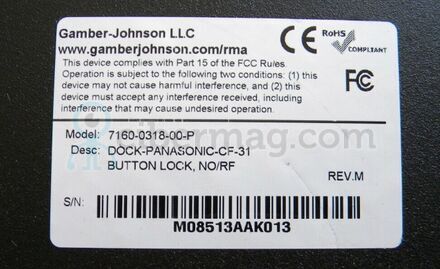 Gamber-Johnson LLC
www.gamberjohnson.com/rma
CE
RoHS
COMPLIANT
This device complies with Part 15 of the FCC Rules.
Operation is subject to the following two conditions: (1) this
device may not cause harmful interference, and (2) this
device must accept any interference received, including
interference that may cause undesired operation.
FC
Model: 7160-0318-00-P
Desc: DOCK-PANASONIC-CF-31
BUTTON LOCK, NO/RF
REV.M
S/N:
M08513AAK013